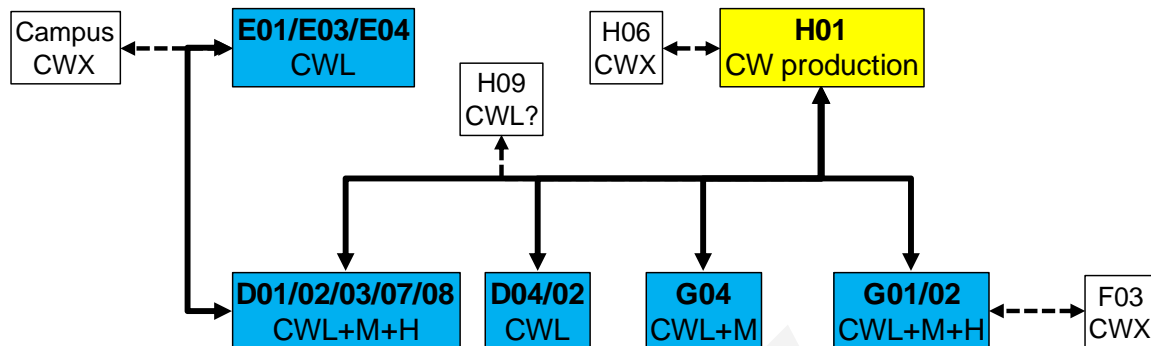 Campus
CWX
E01/E03/E04
CWL
H06
CWX
H01
CW production
H09
CWL?
D01/02/03/07/08
CWL+M+H
D04/02
CWL
G04
CWL+M
G01/02
CWL+M+H
F03
CWX